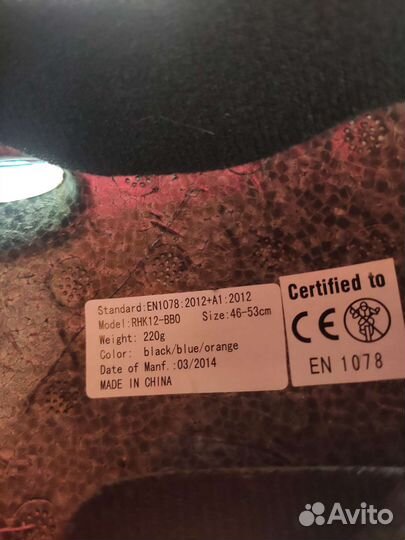 Standard:EN1078:2012+A1:2012
Model:RHK12-BBO Size:46-53cm
Weight: 220g
Color: black/blue/orange
Date of Manf.:03/2014
MADE IN CHINA
Certified to
CE
EN 1078
Avito